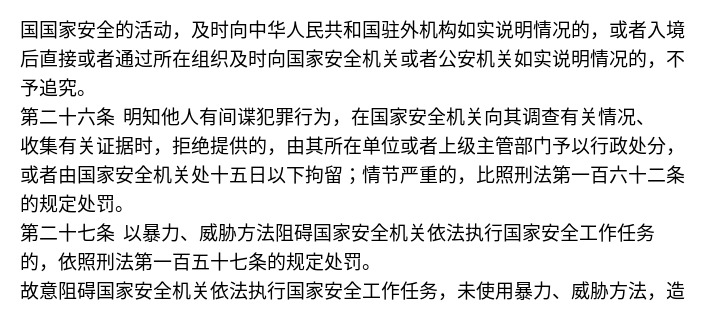 国国家安全的活动，及时向中华人民共和国驻外机构如实说明情况的，或者入境
后直接或者通过所在组织及时向国家安全机关或者公安机关如实说明情况的，不
予追究。
第二十六条 明知他人有间谍犯罪行为，在国家安全机关向其调查有关情况、
收集有关证据时，拒绝提供的，由其所在单位或者上级主管部门予以行政处分，
或者由国家安全机关处十五日以下拘留；情节严重的，比照刑法第一百六十二条
的规定处罚。
第二十七条 以暴力、威胁方法阻碍国家安全机关依法执行国家安全工作任务
的，依照刑法第一百五十七条的规定处罚。
故意阻碍国家安全机关依法执行国家安全工作任务，未使用暴力、威胁方法，造